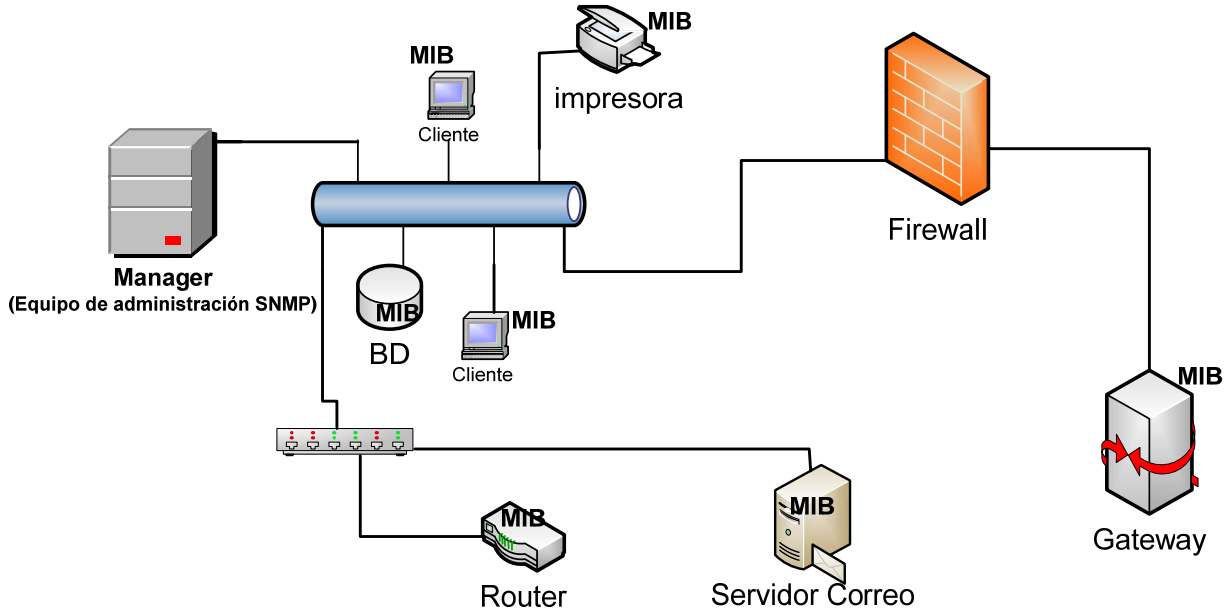 MIB
impresora
MIB
Cliente
Firewall
Manager
(Equipo de administración SNMP)
MIB
BD
MIB
Cliente
MIB
Gateway
MIB
Router
MIB
Servidor Correo